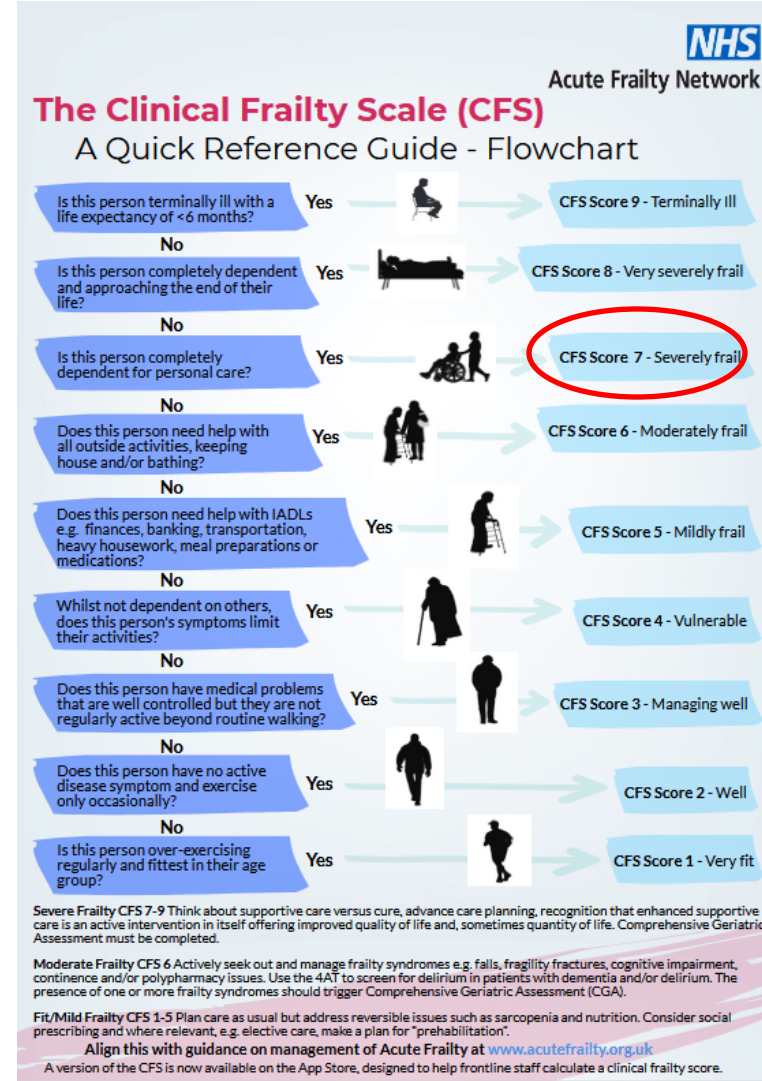 NHS
Acute Frailty Network
The Clinical Frailty Scale (CFS)
A Quick Reference Guide - Flowchart
Is this person terminally ill with a
life expectancy of <6 months?
Yes
CFS Score 9 - Terminally Ill
No
Is this person completely dependent
and approaching the end of their
life?
Yes
CFS Score 8 - Very severely frail
No
Is this person completely
dependent for personal care?
Yes
CFS Score 7 - Severely frail
No
Does this person need help with
all outside activities, keeping
house and/or bathing?
Yes
CFS Score 6 - Moderately frail
No
Does this person need help with IADLs
e.g. finances, banking, transportation,
heavy housework, meal preparations or
medications?
Yes
CFS Score 5 - Mildly frail
No
Whilst not dependent on others,
does this person's symptoms limit
their activities?
Yes
CFS Score 4 - Vulnerable
No
Does this person have medical problems
that are well controlled but they are not
regularly active beyond routine walking?
Yes
CFS Score 3 - Managing well
No
Does this person have no active
disease symptom and exercise
only occasionally?
Yes
CFS Score 2 - Well
No
Is this person over-exercising
regularly and fittest in their age
group?
Yes
CFS Score 1 - Very fit
Severe Frailty CFS 7-9 Think about supportive care versus cure, advance care planning, recognition that enhanced supportive
care is an active intervention in itself offering improved quality of life and, sometimes quantity of life. Comprehensive Geriatric
Assessment must be completed.
Moderate Frailty CFS 6 Actively seek out and manage frailty syndromes e.g. falls, fragility fractures, cognitive impairment,
continence and/or polypharmacy issues. Use the 4AT to screen for delirium in patients with dementia and/or delirium. The
presence of one or more frailty syndromes should trigger Comprehensive Geriatric Assessment (CGA).
Fit/Mild Frailty CFS 1-5 Plan care as usual but address reversible issues such as sarcopenia and nutrition. Consider social
prescribing and where relevant, e.g. elective care, make a plan for "prehabilitation".
Align this with guidance on management of Acute Frailty at www.acutefrailty.org.uk
A version of the CFS is now available on the App Store, designed to help frontline staff calculate a clinical frailty score.